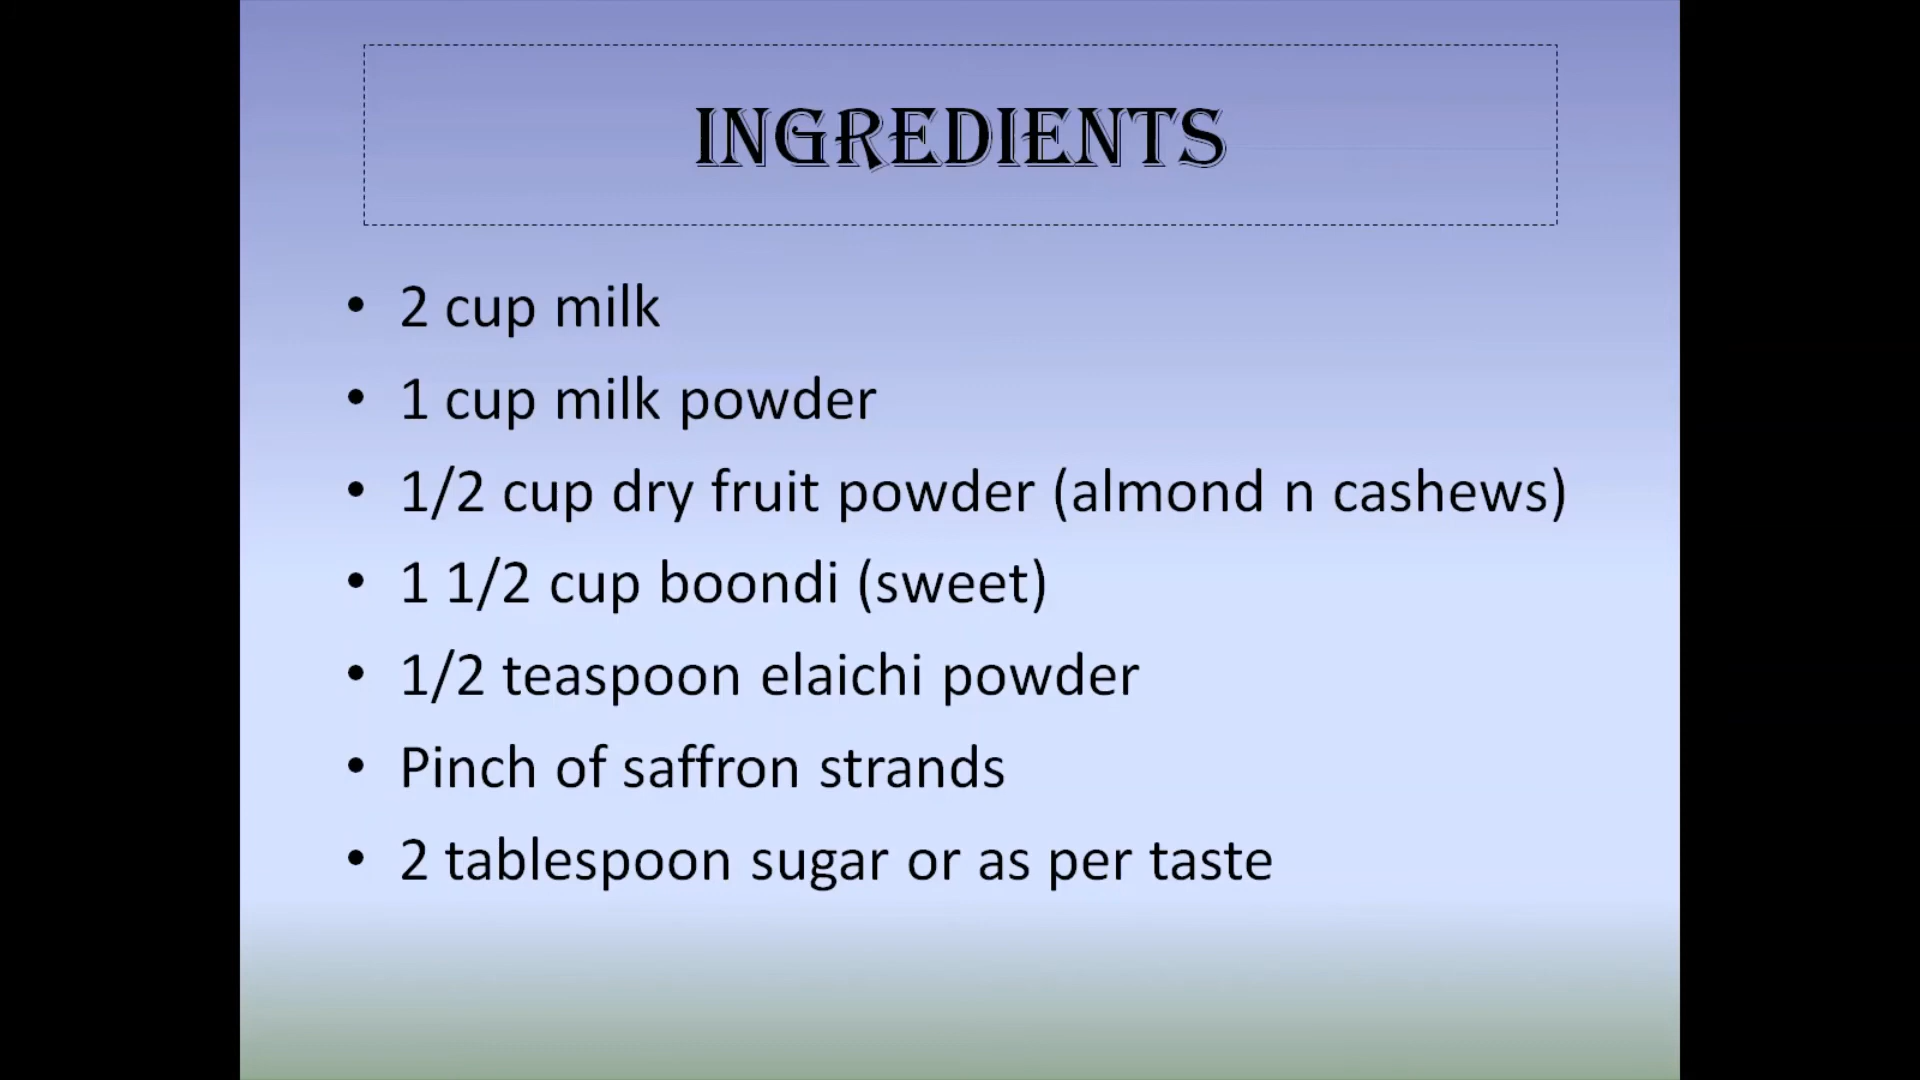 INGREDIENTS
• 2 cup milk
• 1 cup milk powder
• 1/2 cup dry fruit powder (almond n cashews)
• 1 1/2 cup boondi (sweet)
• 1/2 teaspoon elaichi powder
• Pinch of saffron strands
• 2 tablespoon sugar or as per taste